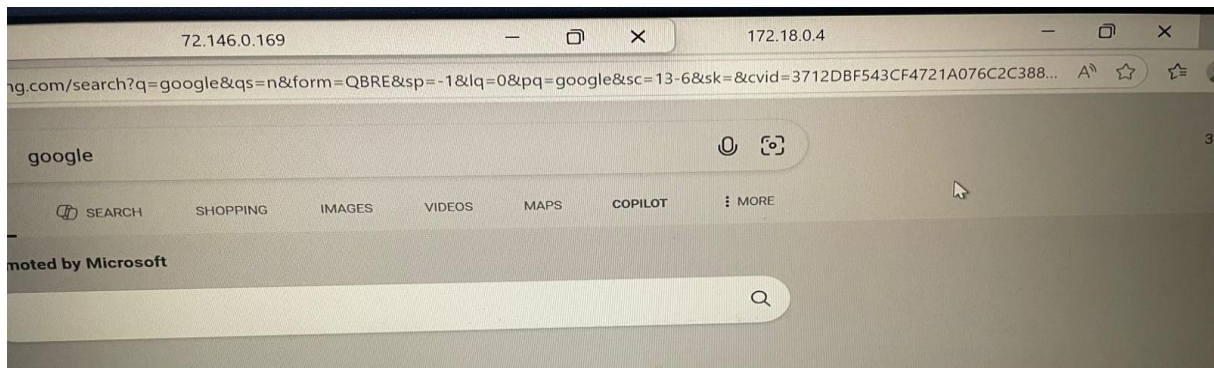 72.146.0.169 172.18.0.4
ng.com/search?q=google&qs=n&form=QBRE&sp=-1&lq=0&pq=google&sc=13-6&sk=&cvid=3712DBF543CF4721A076C2C388... A
google
3
SEARCH SHOPPING IMAGES VIDEOS MAPS COPILOT MORE
moted by Microsoft